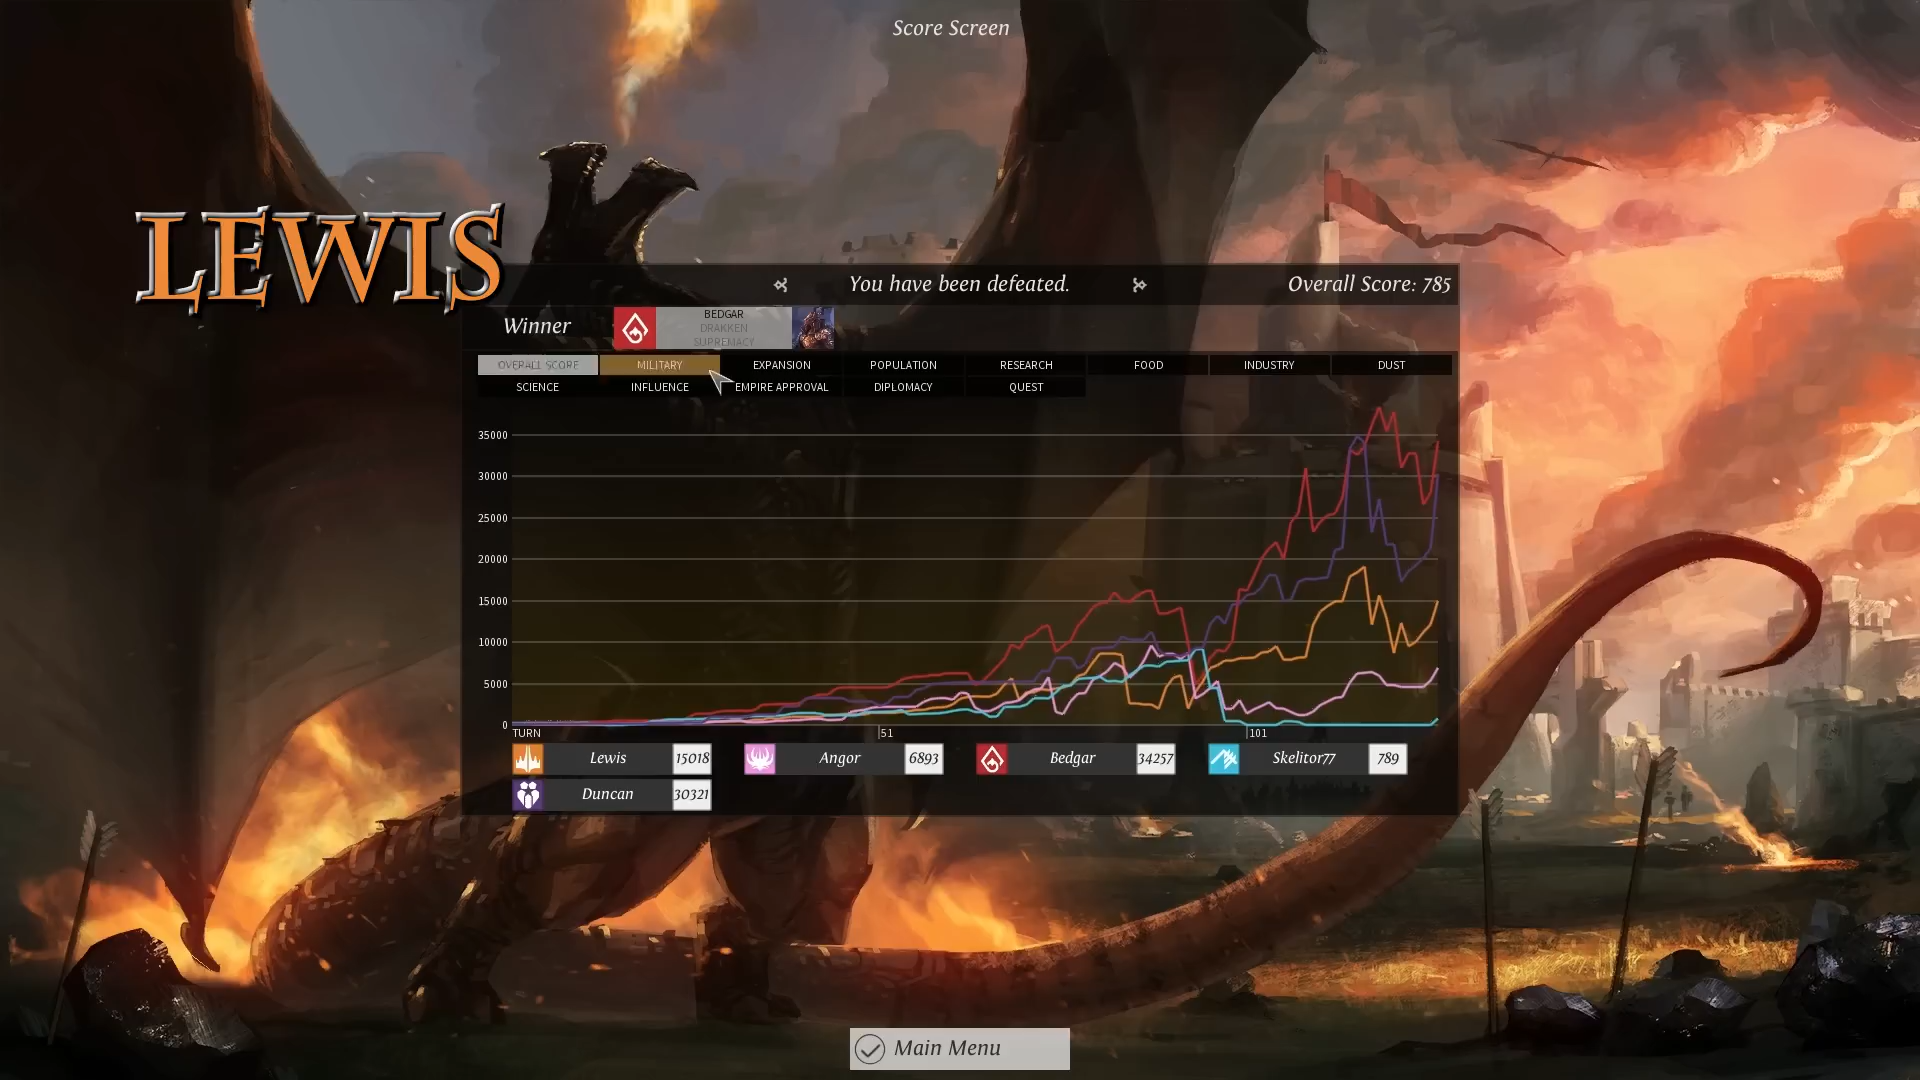 Score Screen
LEWIS
You have been defeated.
Overall Score: 785
Winner
BEDGAR
DRAKKEN
SUPREMACY
OVERALL SCORE
MILITARY
EXPANSION
POPULATION
RESEARCH
FOOD
INDUSTRY
DUST
SCIENCE
INFLUENCE
EMPIRE APPROVAL
DIPLOMACY
QUEST
35000
30000
25000
20000
15000
10000
5000
0
TURN
51
101
Lewis
15018
Angor
6893
Bedgar
34257
Skelitor77
789
Duncan
30321
Main Menu